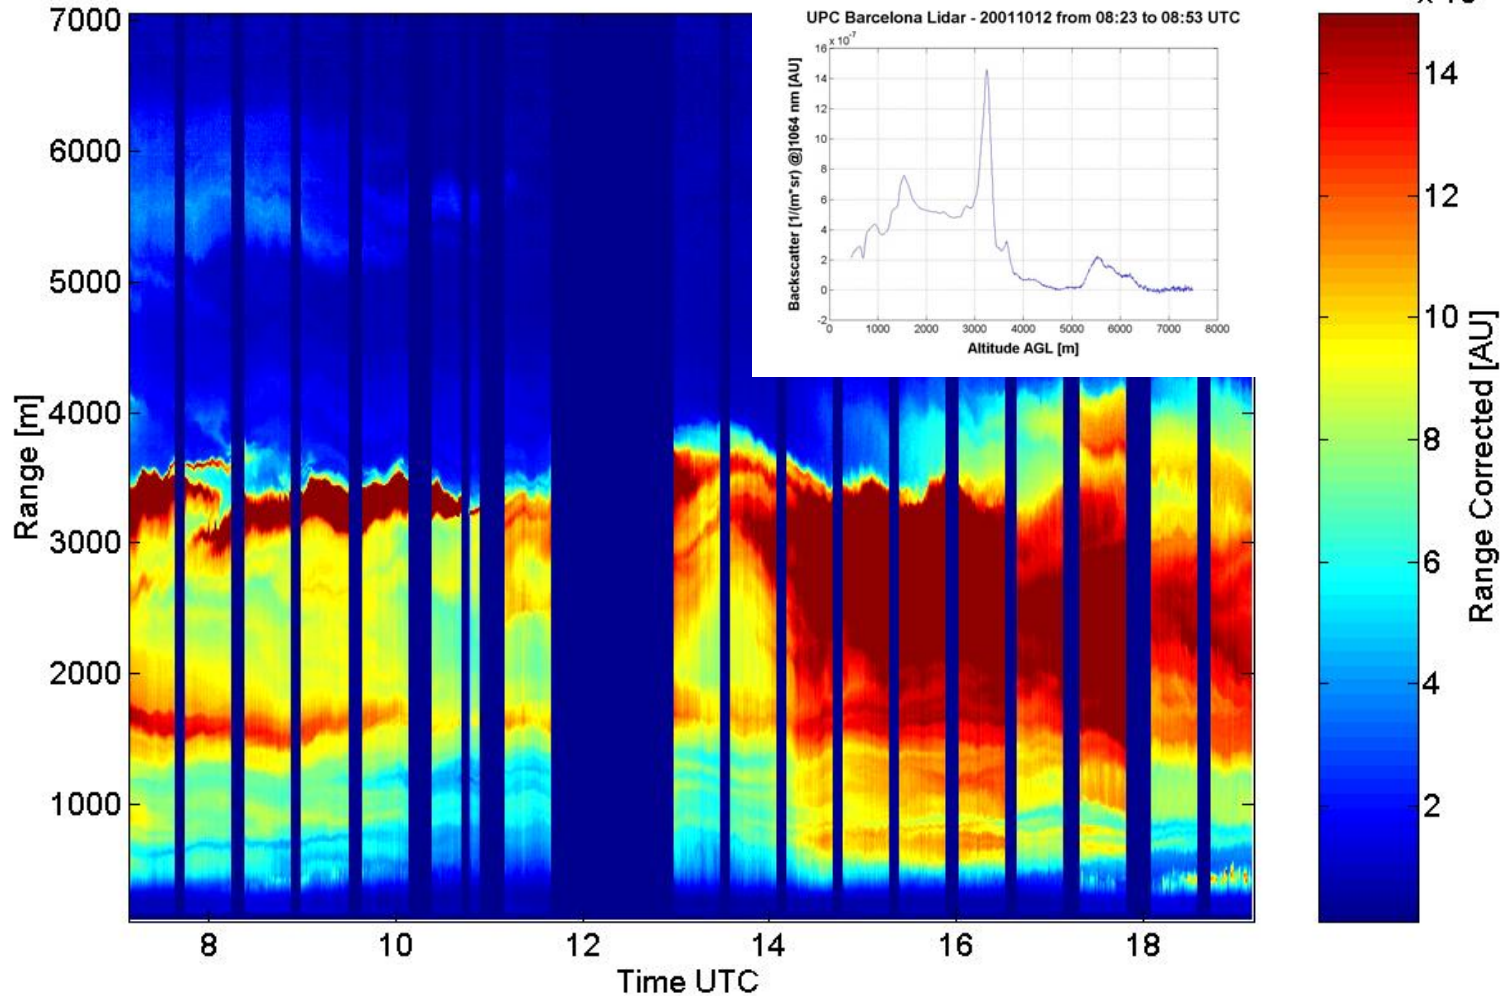 UPC Barcelona Lidar - 20011012 from 08:23 to 08:53 UTC
x 10^-7
16
14
12
10
8
6
4
2
0
-2
0 1000 2000 3000 4000 5000 6000 7000 8000
Backscatter [1/(m*sr) @]1064 nm [AU]
Altitude AGL [m]
7000
6000
5000
4000
3000
2000
1000
Range [m]
8 10 12 14 16 18
Time UTC
14
12
10
8
6
4
2
Range Corrected [AU]